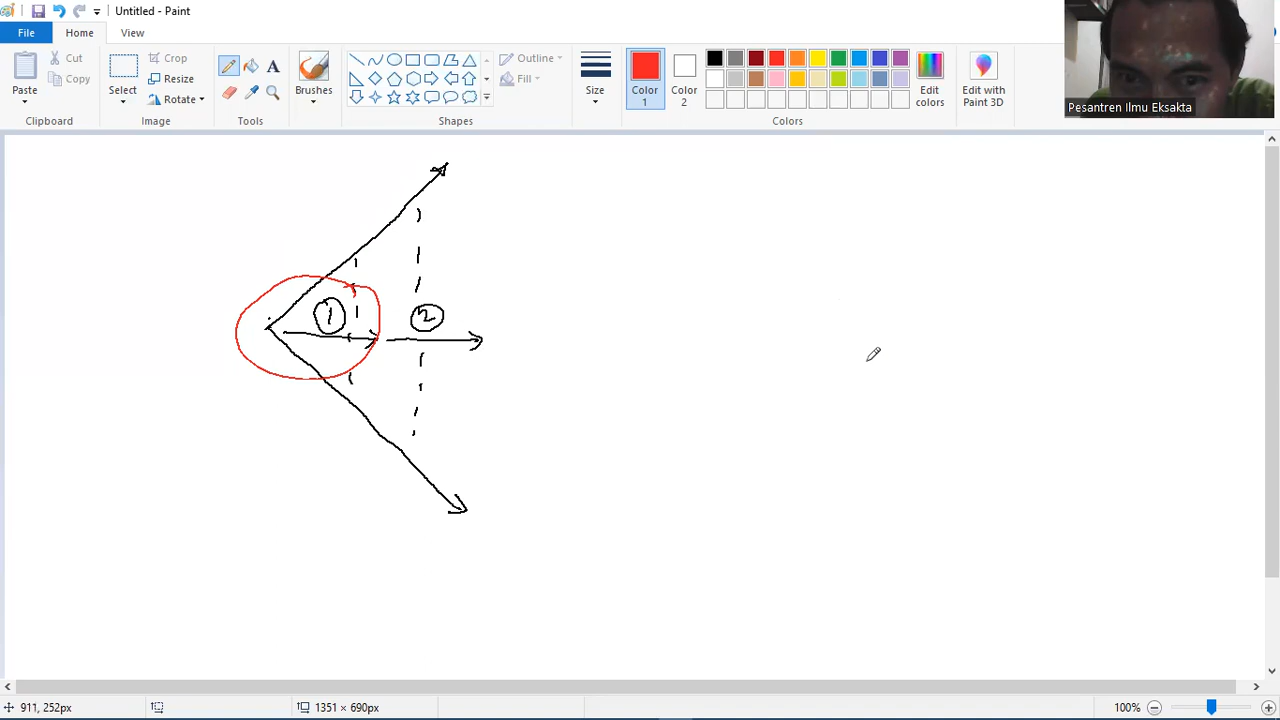 Untitled - Paint
File
Home
View
Paste
Cut
Copy
Clipboard
Select
Crop
Resize
Rotate
Image
Tools
A
Brushes
Outline
Fill
Shapes
Size
Color
1
Color
2
Edit
colors
Edit with
Paint 3D
Colors
Pesantren Ilmu Eksakta
1
2
911, 252px
1351 × 690px
100%